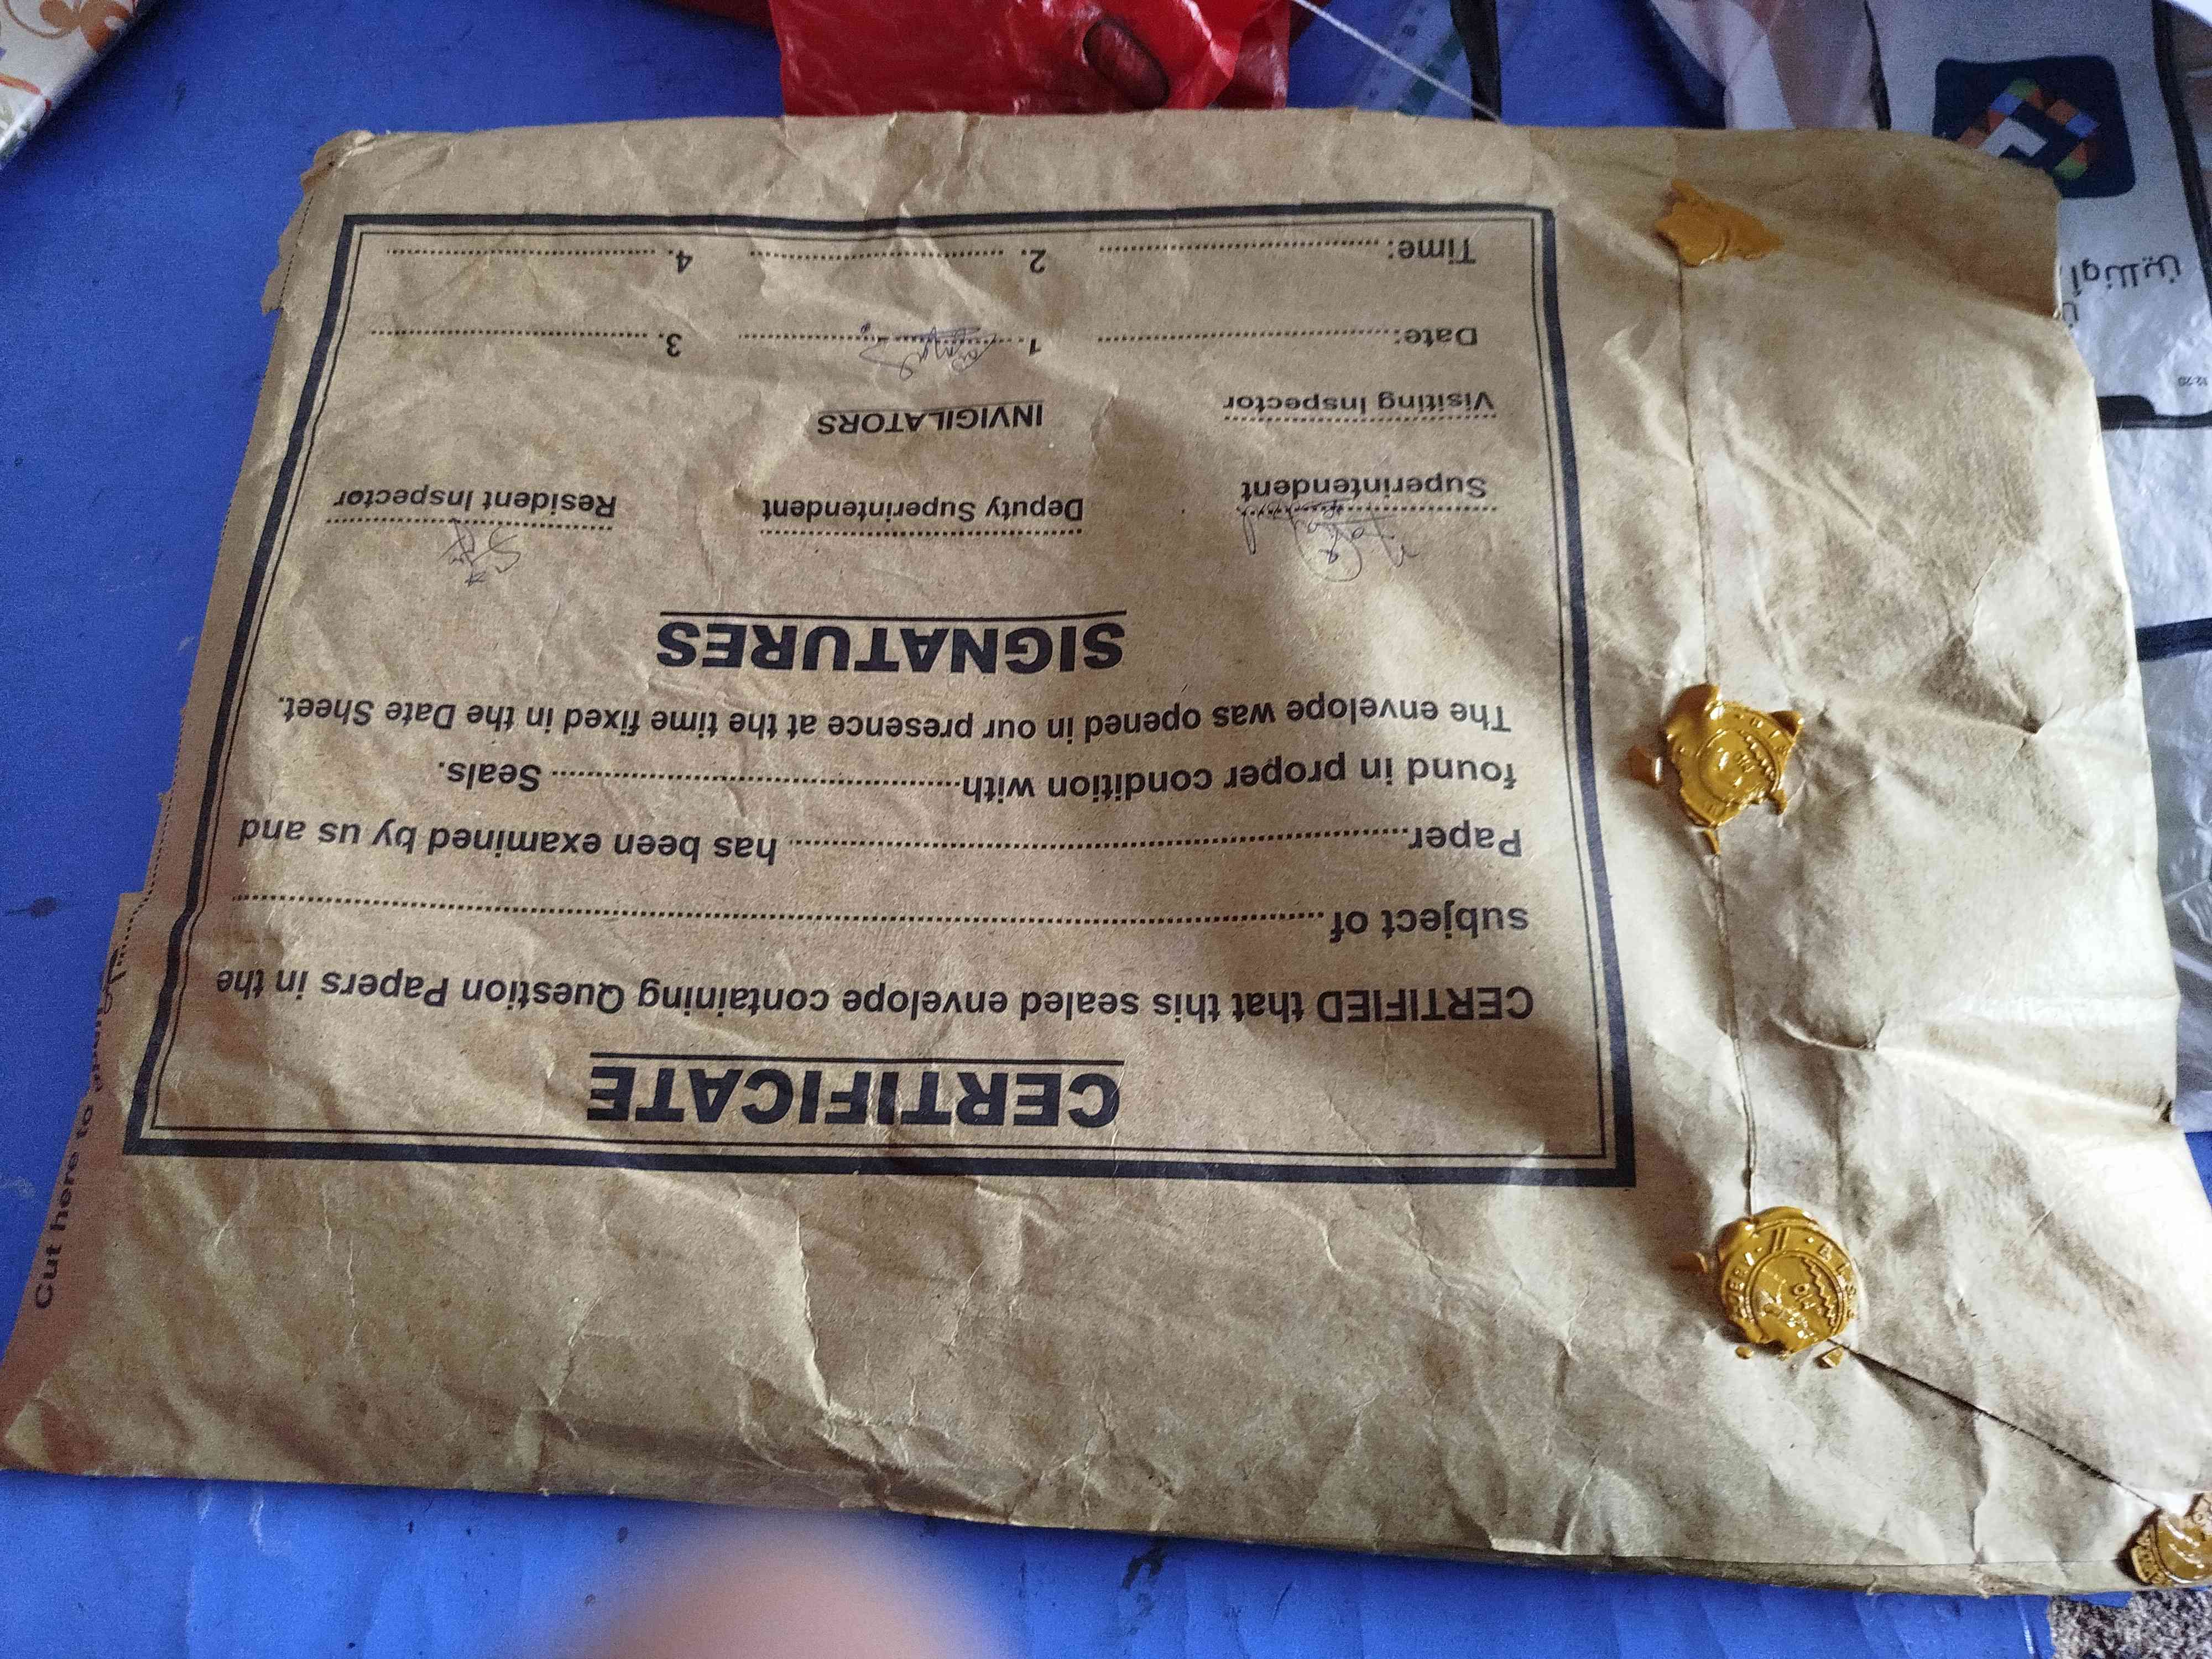 CERTIFICATE
CERTIFIED that this sealed envelope containing Question Papers in the
subject of
Paper has been examined by us and
found in proper condition with Seals.
The envelope was opened in our presence at the time fixed in the Date Sheet.
SIGNATURES
Superintendent Deputy Superintendent Resident Inspector
Visiting Inspector INVIGILATORS
Date: 1. 3.
Time: 2. 4.
Cut here to
أونلاين
12:20